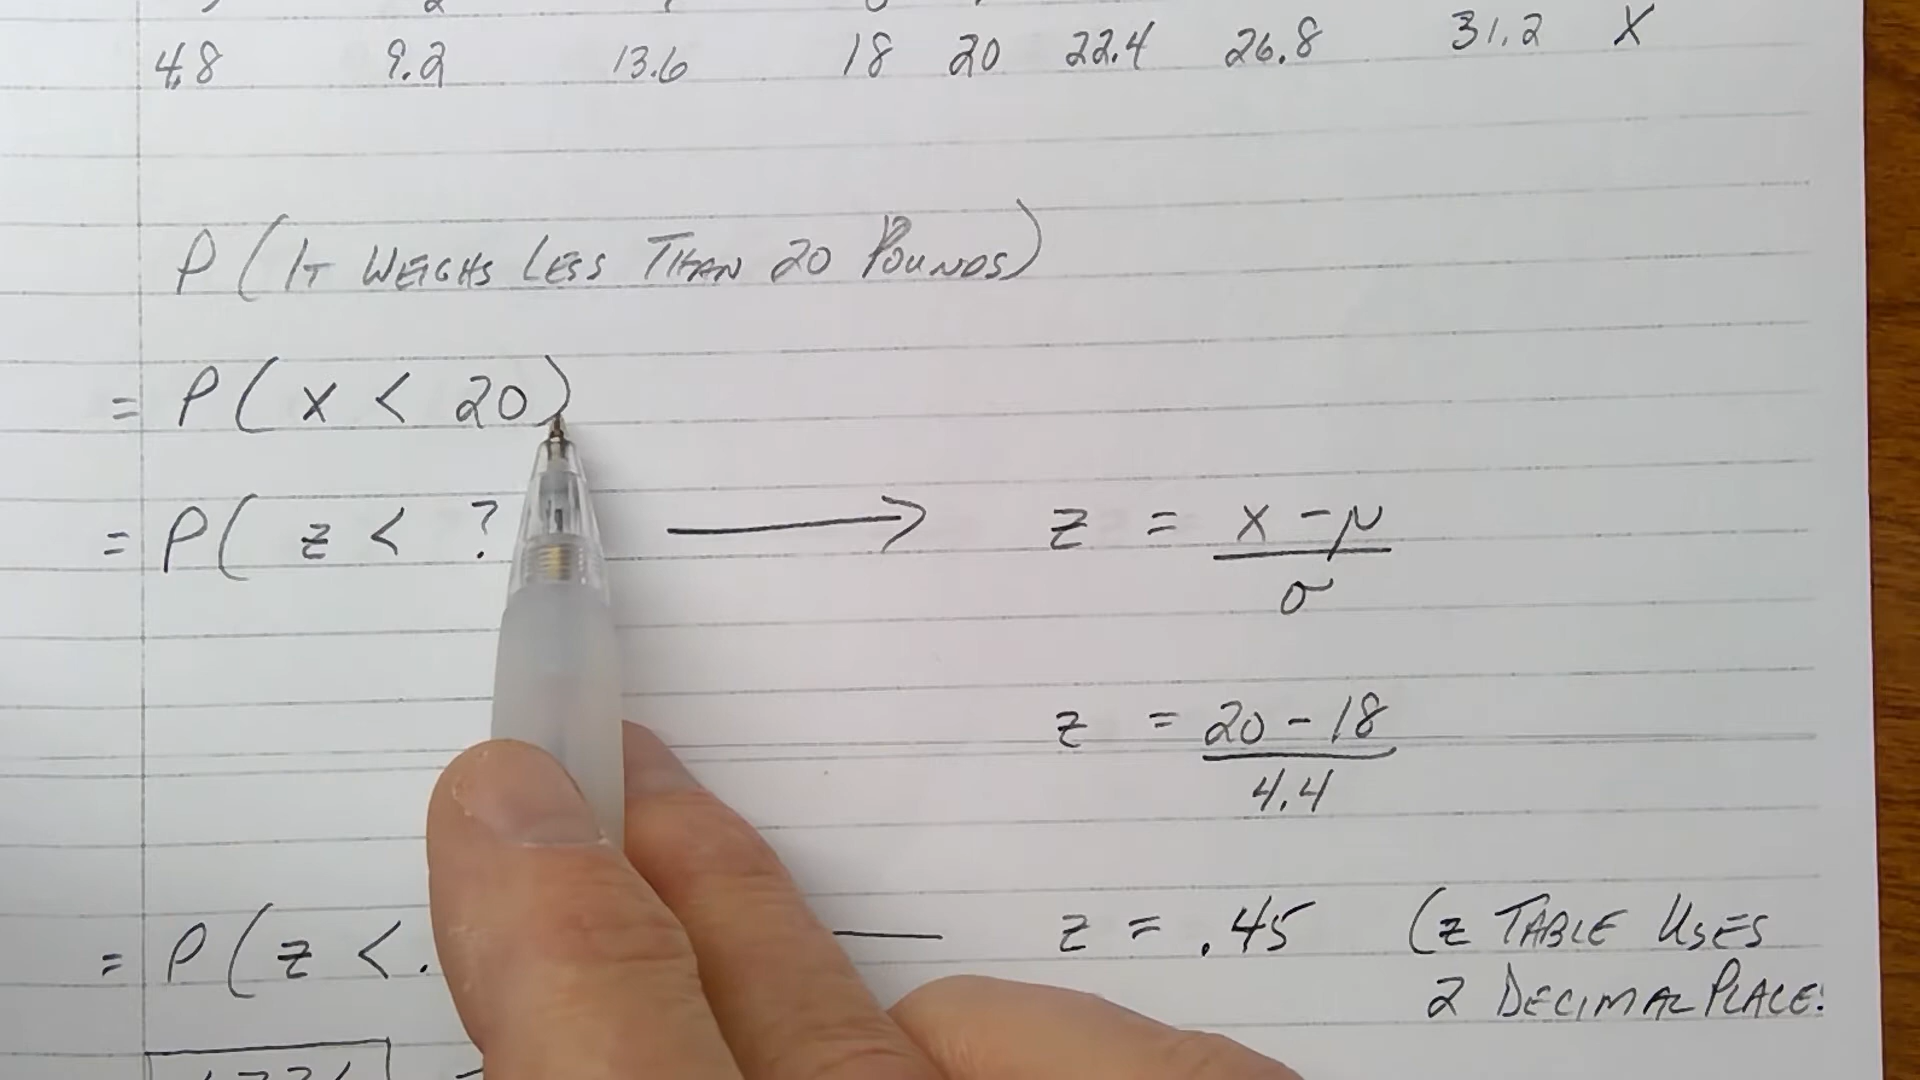 4.8 9.2 13.6 18 20 22.4 26.8 31.2 X
P ( IT WEIGHS LESS THAN 20 POUNDS )
= P ( x < 20 )
= P ( z < ? ⟶ z = x - μ
σ
z = 20 - 18
4.4
= P ( z < . — z = .45 (z TABLE USES
2 DECIMAL PLACE